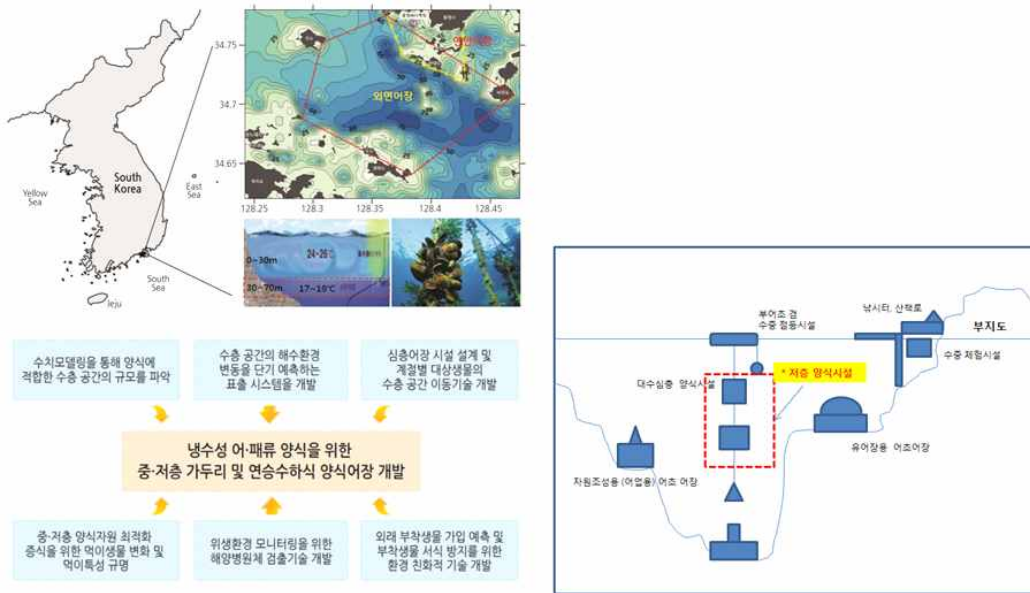 South
Korea
Yellow
Sea
East
Sea
South
Sea
Jeju
34.75
34.7
34.65
128.25
128.3
128.35
128.4
128.45
외면어장
0~30m
24~26℃
30~70m
17~18℃
수치모델링을 통해 양식에
적합한 수층 공간의 규모를 파악
수층 공간의 해수환경
변동을 단기 예측하는
표출 시스템을 개발
심층어장 시설 설계 및
계절별 대상생물의
수층 공간 이동기술 개발
냉수성 어·패류 양식을 위한
중·저층 가두리 및 연승수하식 양식어장 개발
중·저층 양식자원 최적화
증식을 위한 먹이생물 변화 및
먹이특성 규명
위생환경 모니터링을 위한
해양병원체 검출기술 개발
외래 부착생물 가입 예측 및
부착생물 서식 방지를 위한
환경 친화적 기술 개발
부어조 겸
수중 점등시설
낚시터, 산책로
부지도
수중 체험시설
* 저층 양식시설
대수심층 양식시설
유어장용 어초어장
자원조성용 (어업용) 어초 어장